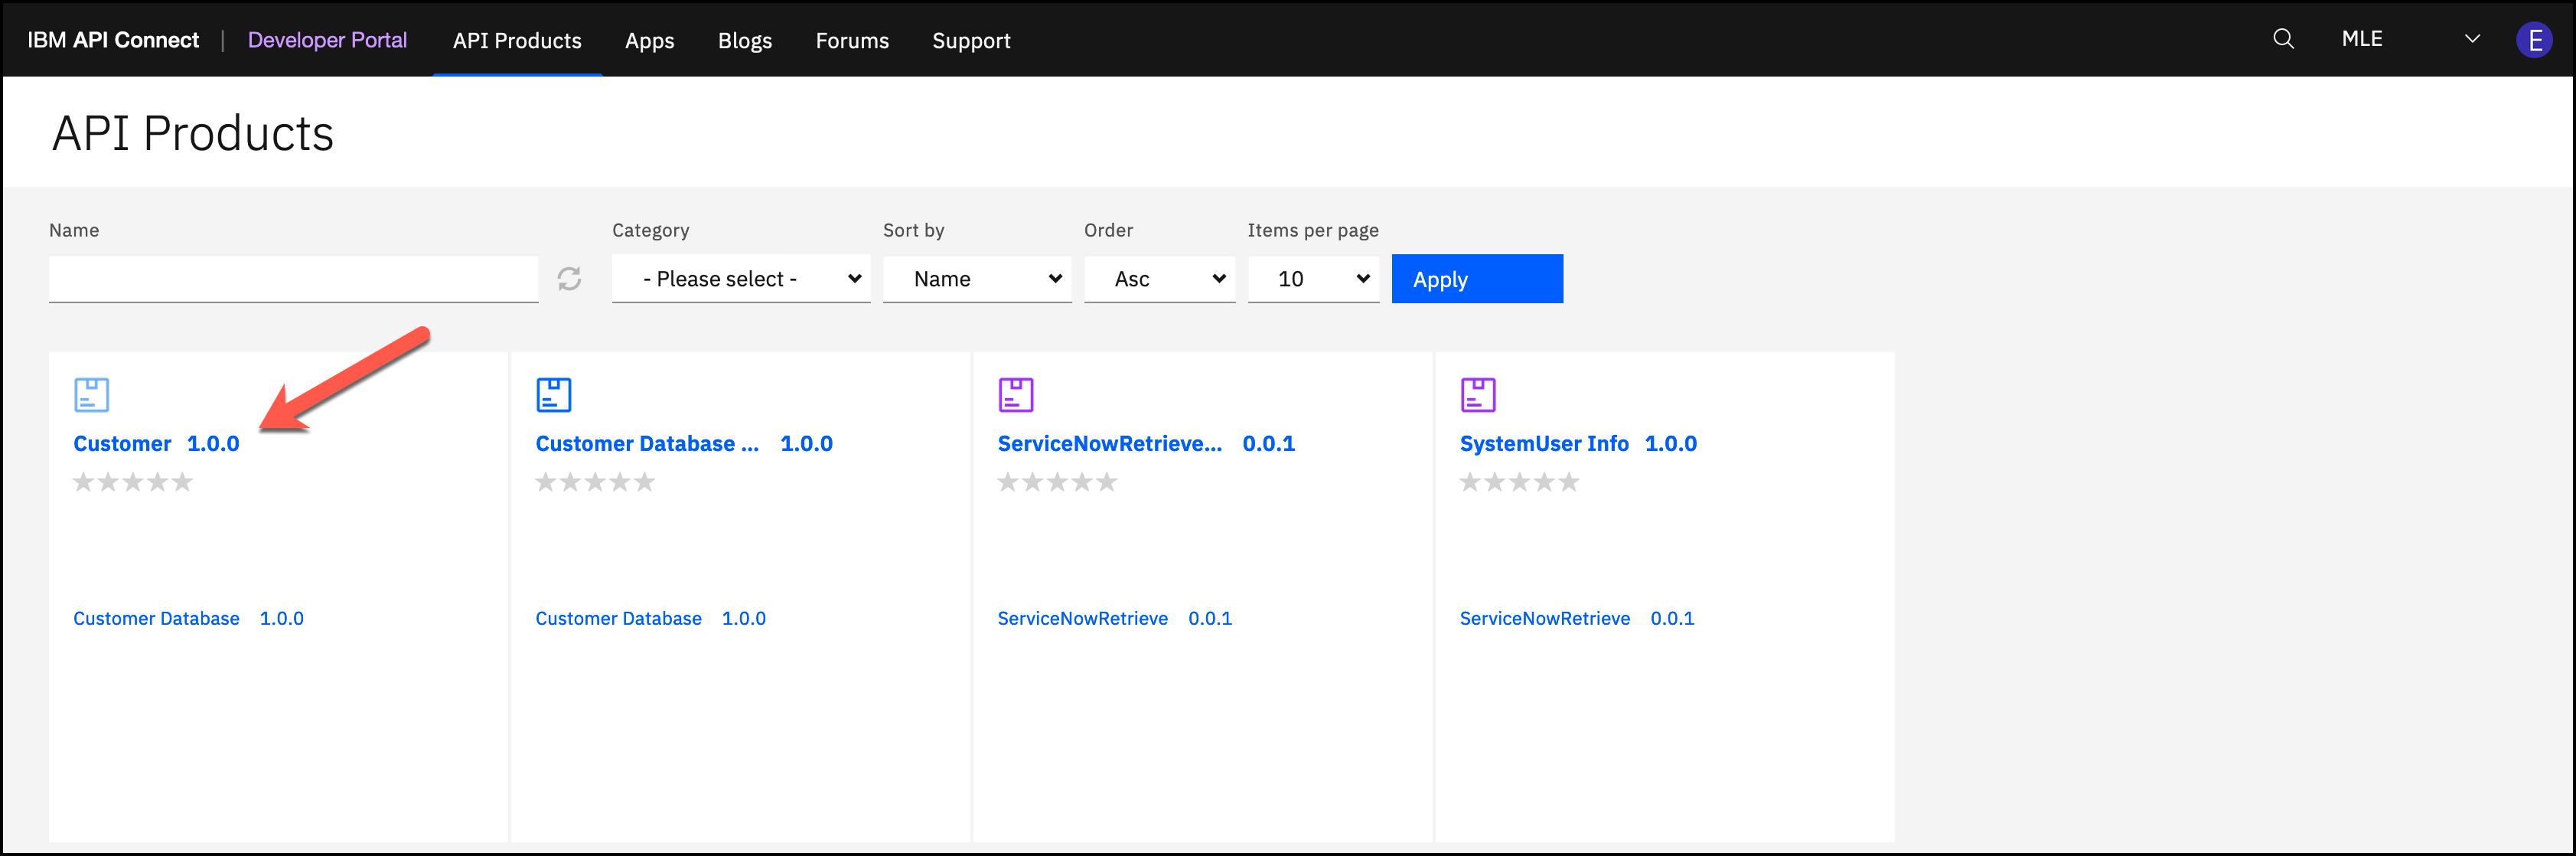 IBM API Connect | Developer Portal API Products Apps Blogs Forums Support MLE E
API Products
Name Category Sort by Order Items per page
- Please select - Name Asc 10 Apply
Customer 1.0.0
Customer Database 1.0.0
Customer Database ... 1.0.0
Customer Database 1.0.0
ServiceNowRetrieve... 0.0.1
ServiceNowRetrieve 0.0.1
SystemUser Info 1.0.0
ServiceNowRetrieve 0.0.1